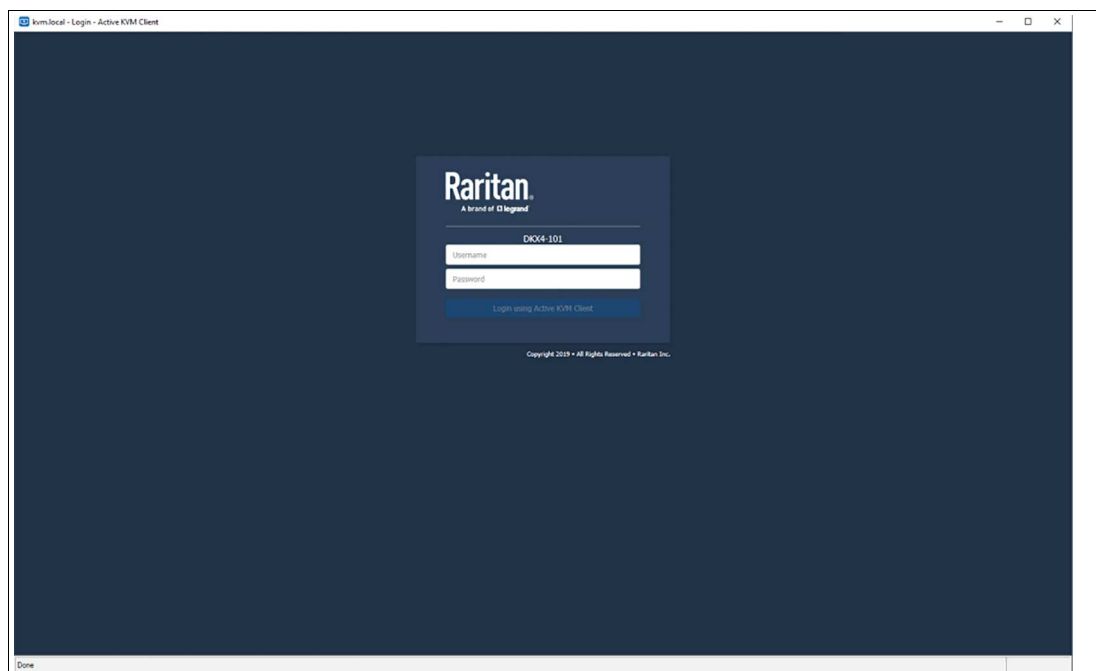 kvm.local - Login - Active KVM Client
Raritan®
A brand of legrand
DKX4-101
Username
Password
Login using Active KVM Client
Copyright 2019 • All Rights Reserved • Raritan Inc.
Done